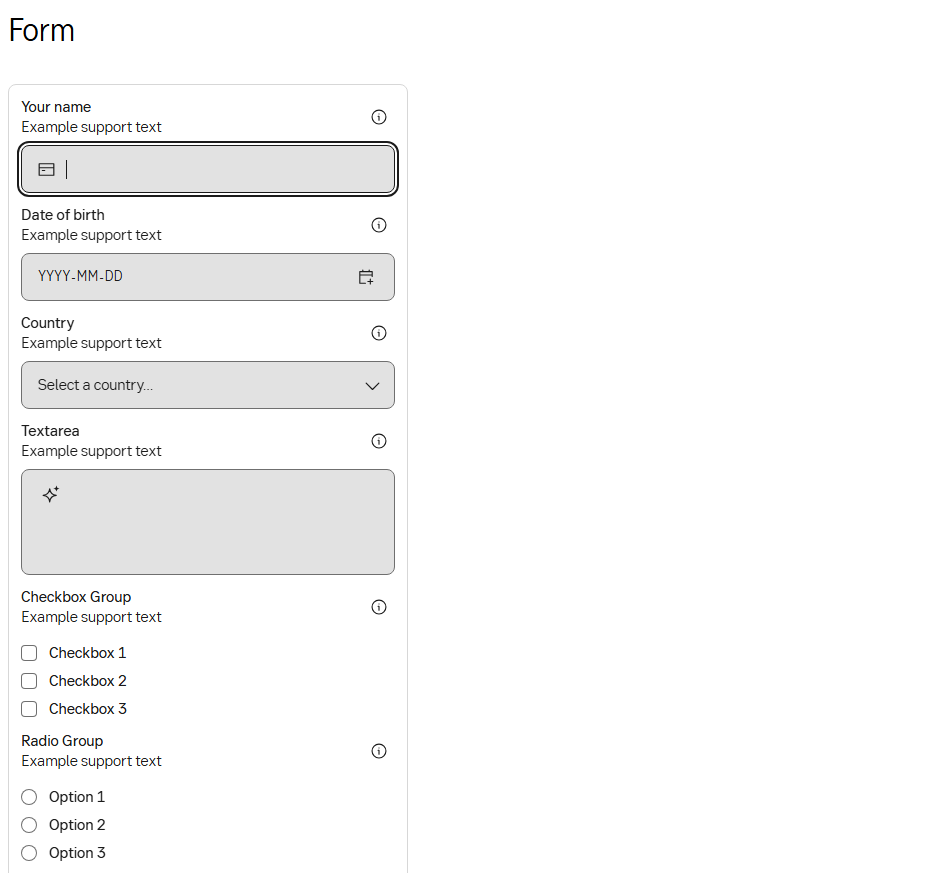 Form
Your name
Example support text
Date of birth
Example support text
YYYY-MM-DD
Country
Example support text
Select a country...
Textarea
Example support text
Checkbox Group
Example support text
Checkbox 1
Checkbox 2
Checkbox 3
Radio Group
Example support text
Option 1
Option 2
Option 3